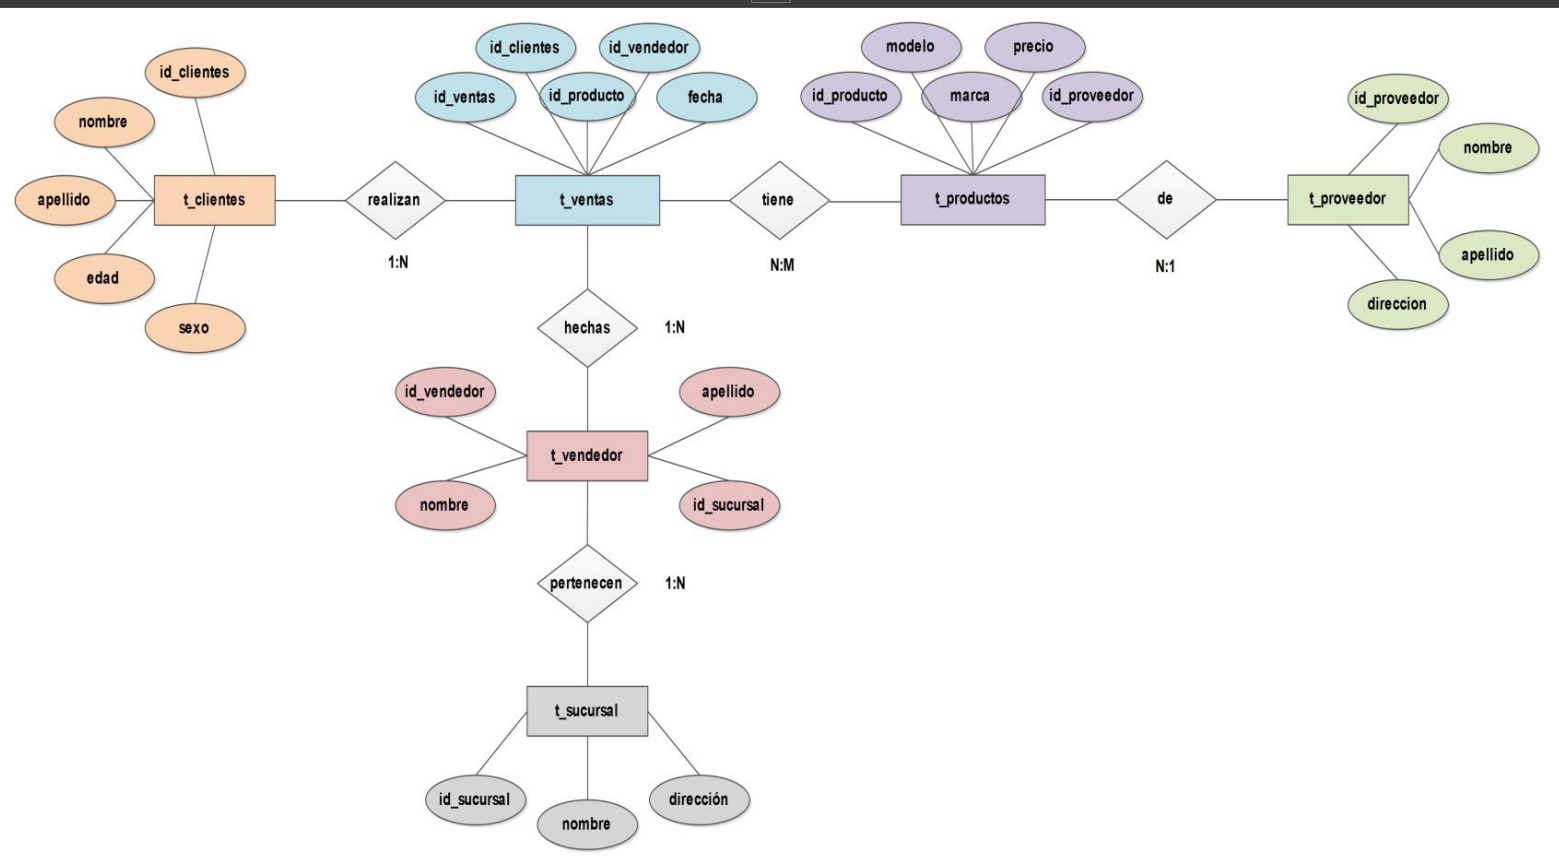 id_clientes
id_vendedor
modelo
precio
id_clientes
id_ventas
id_producto
fecha
id_producto
marca
id_proveedor
id_proveedor
nombre
nombre
apellido
t_clientes
realizan
t_ventas
tiene
t_productos
de
t_proveedor
1:N
N:M
N:1
edad
apellido
sexo
hechas
1:N
direccion
id_vendedor
apellido
t_vendedor
nombre
id_sucursal
pertenecen
1:N
t_sucursal
id_sucursal
nombre
dirección